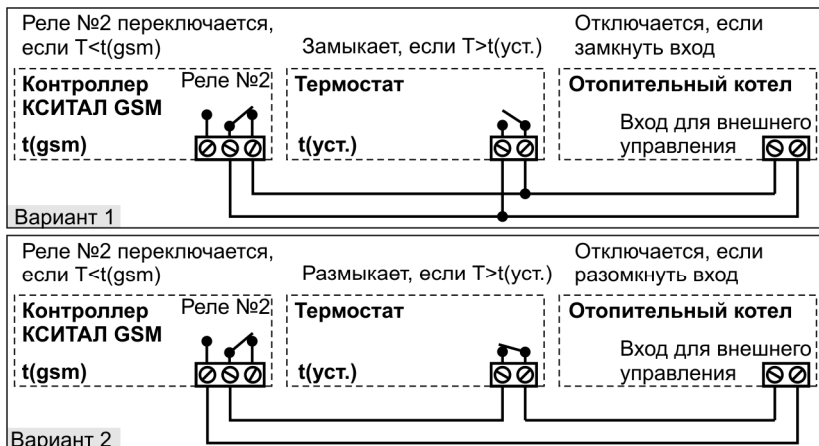 Реле №2 переключается,
если T<t(gsm)
Замыкает, если T>t(уст.)
Отключается, если
замкнуть вход
Контроллер
КСИТАЛ GSM
Реле №2
t(gsm)
Термостат
t(уст.)
Отопительный котел
Вход для внешнего
управления
Вариант 1
Реле №2 переключается,
если T<t(gsm)
Размыкает, если T>t(уст.)
Отключается, если
разомкнуть вход
Контроллер
КСИТАЛ GSM
Реле №2
t(gsm)
Термостат
t(уст.)
Отопительный котел
Вход для внешнего
управления
Вариант 2